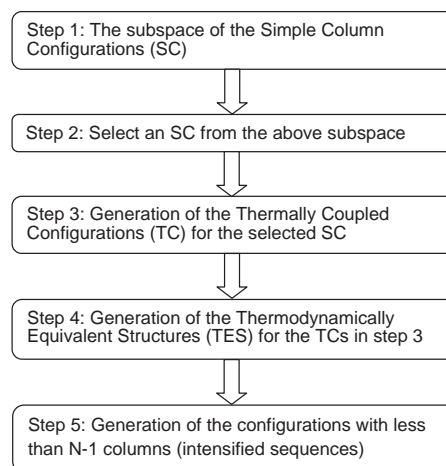 Step 1: The subspace of the Simple Column
Configurations (SC)
Step 2: Select an SC from the above subspace
Step 3: Generation of the Thermally Coupled
Configurations (TC) for the selected SC
Step 4: Generation of the Thermodynamically
Equivalent Structures (TES) for the TCs in step 3
Step 5: Generation of the configurations with less
than N-1 columns (intensified sequences)